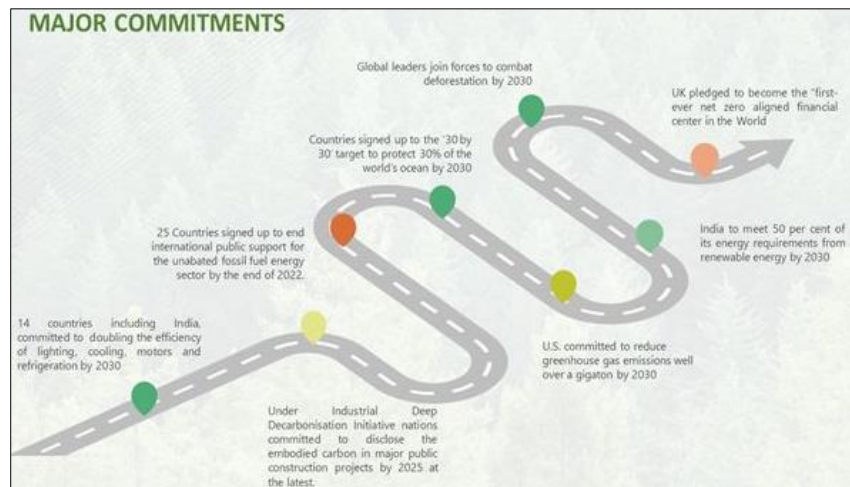 MAJOR COMMITMENTS
Global leaders join forces to combat
deforestation by 2030
UK pledged to become the "first-
ever net zero aligned financial
center in the World
Countries signed up to the '30 by
30' target to protect 30% of the
world's ocean by 2030
25 Countries signed up to end
international public support for
the unabated fossil fuel energy
sector by the end of 2022.
India to meet 50 per cent of
its energy requirements from
renewable energy by 2030
14 countries including India,
committed to doubling the efficiency
of lighting, cooling, motors and
refrigeration by 2030
U.S. committed to reduce
greenhouse gas emissions well
over a gigaton by 2030
Under Industrial Deep
Decarbonisation Initiative nations
committed to disclose the
embodied carbon in major public
construction projects by 2025 at
the latest.